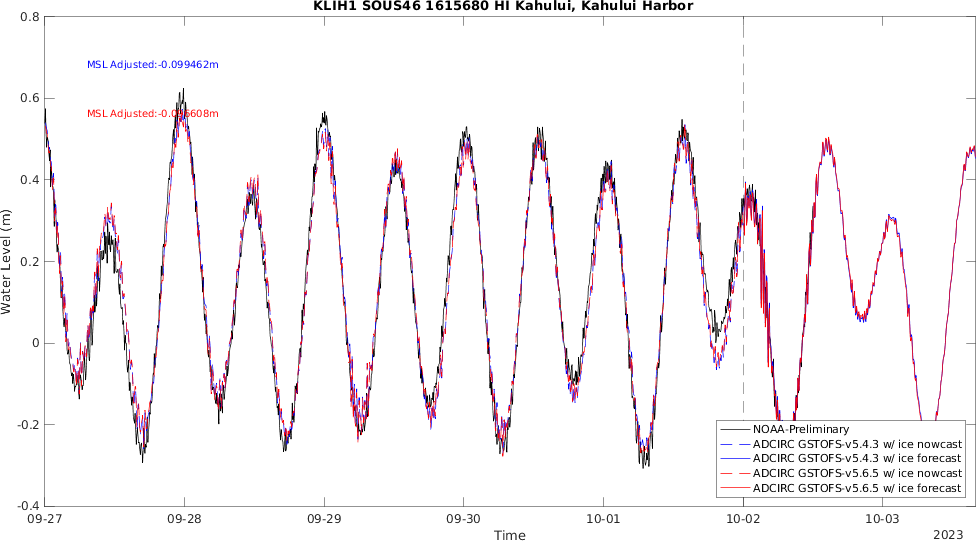 KLIH1 SOUS46 1615680 HI Kahului, Kahului Harbor
0.8
MSL Adjusted:-0.099462m
0.6
0.4
0.2
0
-0.2
-0.4
Water Level (m)
NOAA-Preliminary
ADCIRC GSTOFS-v5.4.3 w/ ice nowcast
ADCIRC GSTOFS-v5.4.3 w/ ice forecast
ADCIRC GSTOFS-v5.6.5 w/ ice nowcast
ADCIRC GSTOFS-v5.6.5 w/ ice forecast
09-27 09-28 09-29 09-30 10-01 10-02 10-03
Time
2023
MSL